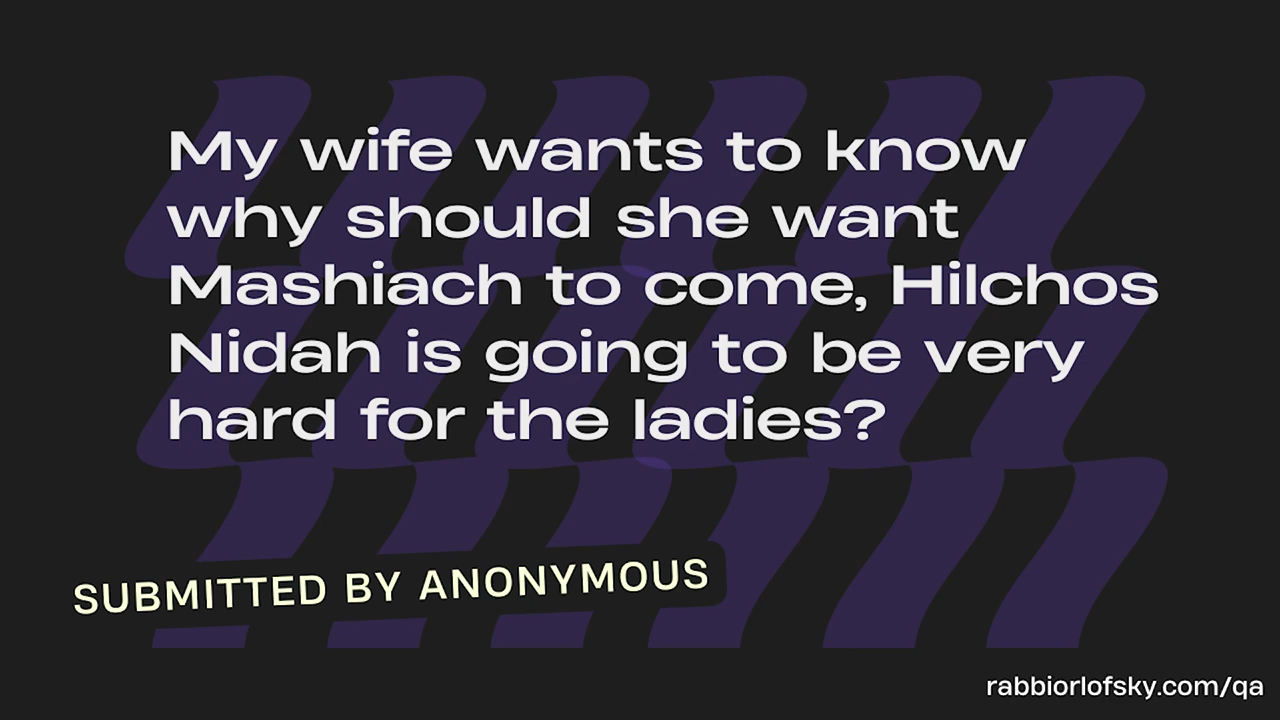 My wife wants to know
why should she want
Mashiach to come, Hilchos
Nidah is going to be very
hard for the ladies?
SUBMITTED BY ANONYMOUS
rabbiorlofsky.com/qa